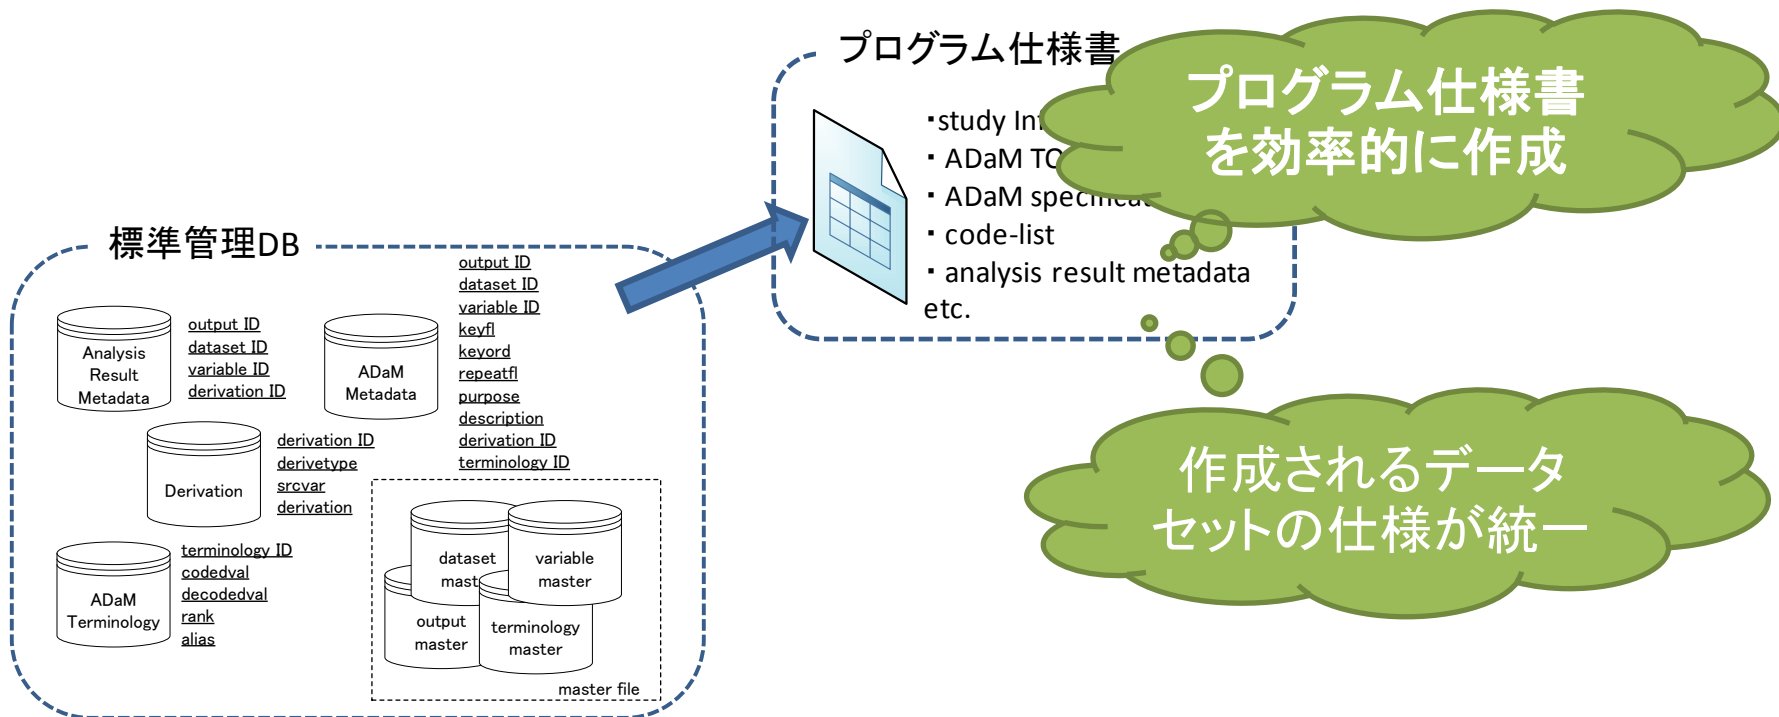 プログラム仕様書
・study
・ADaM
・ADaM
・code-list
・analysis result metadata
etc.
プログラム仕様書
を効率的に作成
作成されるデータ
セットの仕様が統一
標準管理DB
Analysis
Result
Metadata
output ID
dataset ID
variable ID
derivation ID
ADaM
Metadata
output ID
dataset ID
variable ID
keyfl
keyord
repeatfl
purpose
description
derivation ID
terminology ID
Derivation
derivation ID
derivetype
srcvar
derivation
ADaM
Terminology
terminology ID
codedval
decodedval
rank
alias
dataset
variable
master
output
master
terminology
master
master file